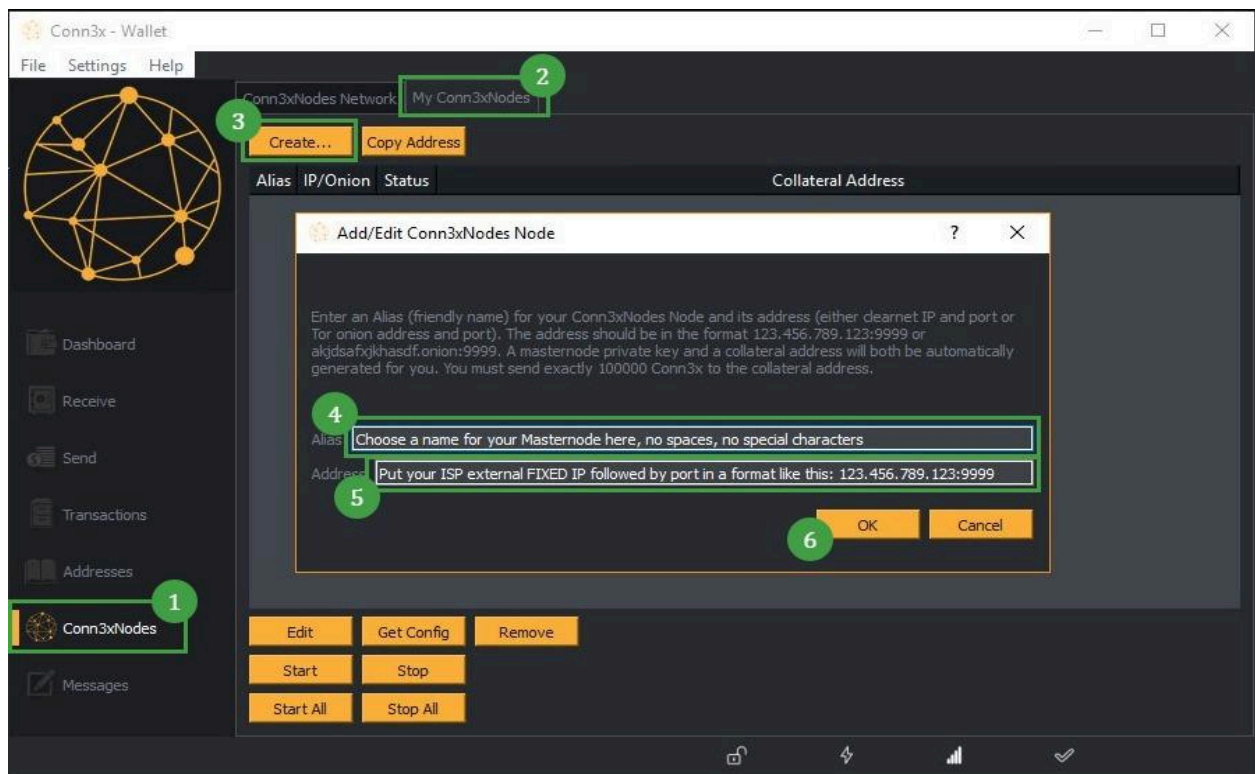 Conn3x - Wallet
File Settings Help
2
Conn3xNodes Network My Conn3xNodes
3
Create... Copy Address
Alias IP/Onion Status Collateral Address
Add/Edit Conn3xNodes Node ?
Enter an Alias (friendly name) for your Conn3xNodes Node and its address (either clearnet IP and port or
Tor onion address and port). The address should be in the format 123.456.789.123:9999 or
akjdsafxjkhasdf.onion:9999. A masternode private key and a collateral address will both be automatically
generated for you. You must send exactly 100000 Conn3x to the collateral address.
4
Alias Choose a name for your Masternode here, no spaces, no special characters
Address Put your ISP external FIXED IP followed by port in a format like this: 123.456.789.123:9999
5
6
OK Cancel
Dashboard
Receive
Send
Transactions
Addresses
1
Conn3xNodes
Messages
Edit Get Config Remove
Start Stop
Start All Stop All